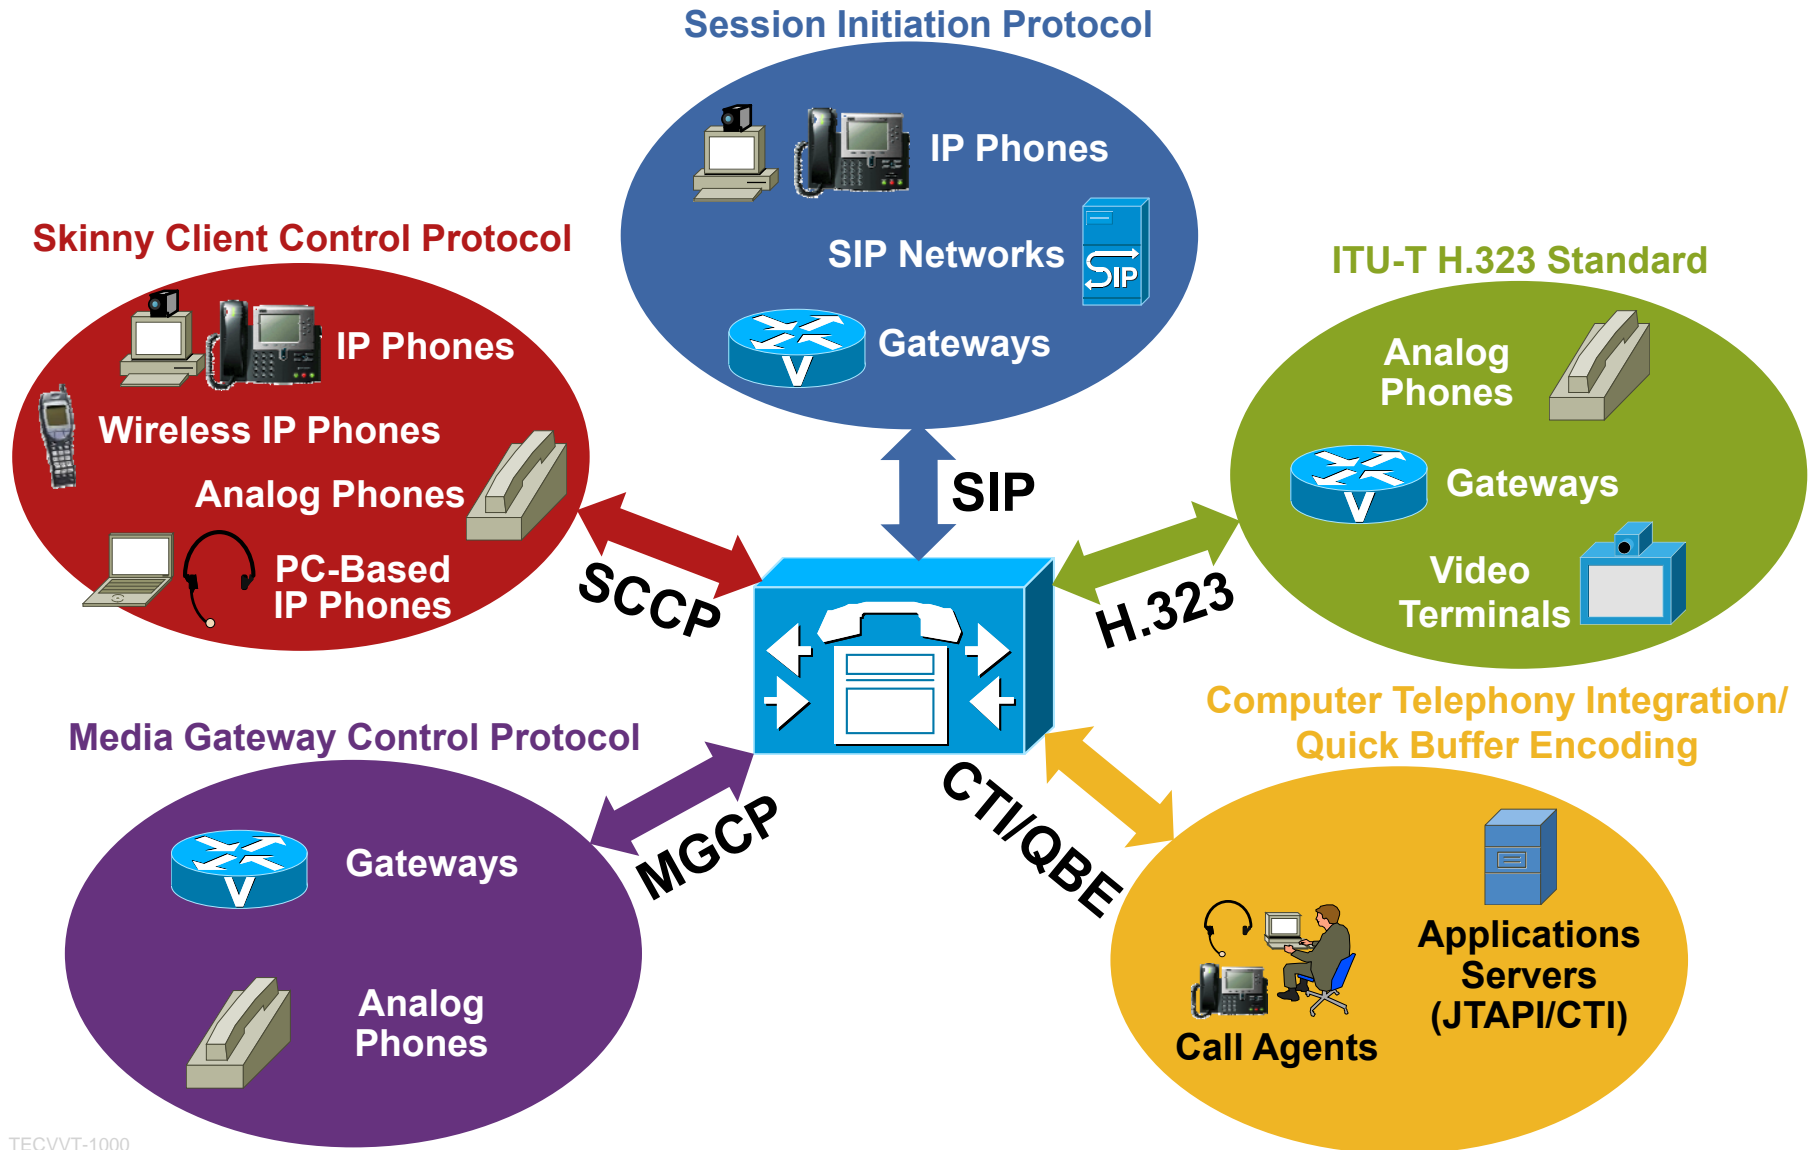 Session Initiation Protocol
IP Phones
SIP Networks
SIP
Gateways
SIP
Skinny Client Control Protocol
IP Phones
Wireless IP Phones
Analog Phones
PC-Based
IP Phones
SCCP
ITU-T H.323 Standard
Analog
Phones
V
Gateways
Video
Terminals
H.323
V
Media Gateway Control Protocol
V
Gateways
Analog
Phones
MGCP
Computer Telephony Integration/
Quick Buffer Encoding
CTI/QBE
Applications
Servers
(JTAPI/CTI)
Call Agents
TECVVT-1000